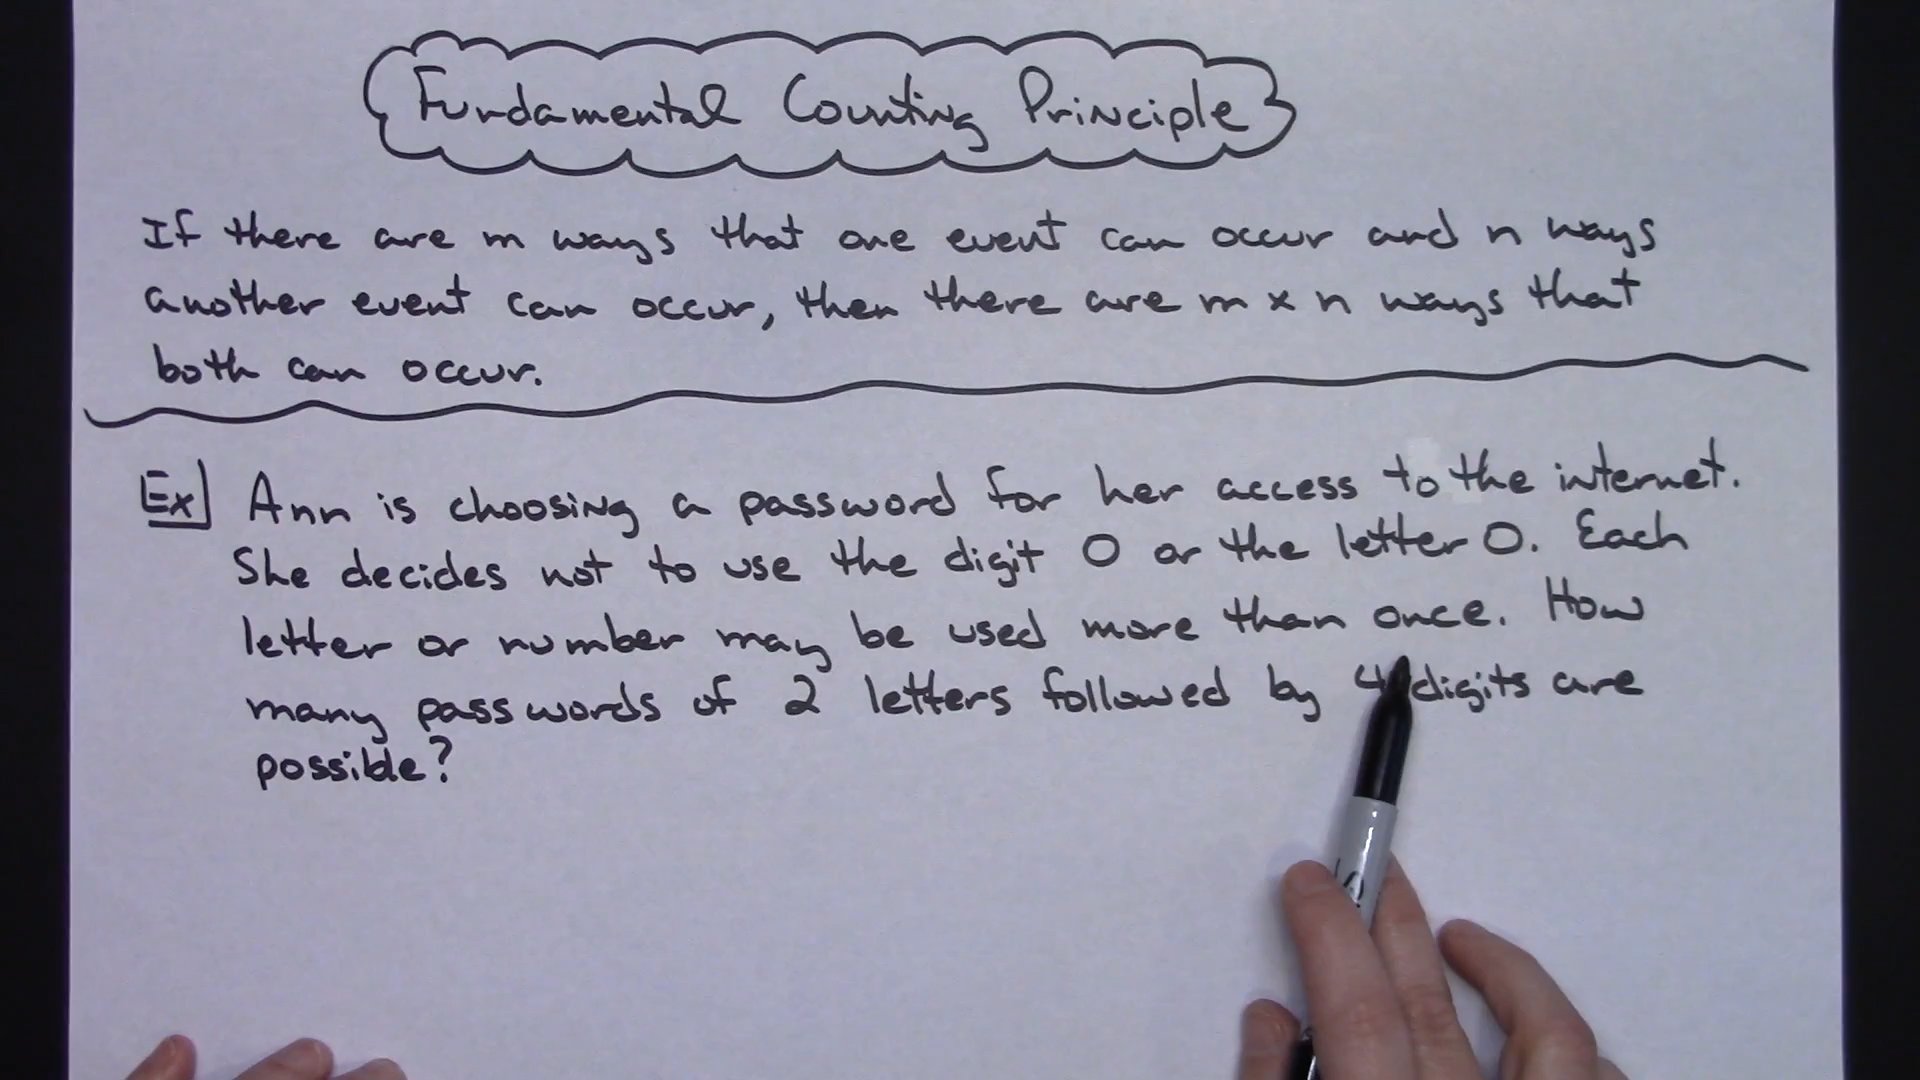 Fundamental Counting Principle
If there are m ways that one event can occur and n ways
another event can occur, then there are m x n ways that
both can occur.
Ex Ann is choosing a password for her access to the internet.
She decides not to use the digit 0 or the letter O. Each
letter or number may be used more than once. How
many passwords of 2 letters followed by 4 digits are
possible?